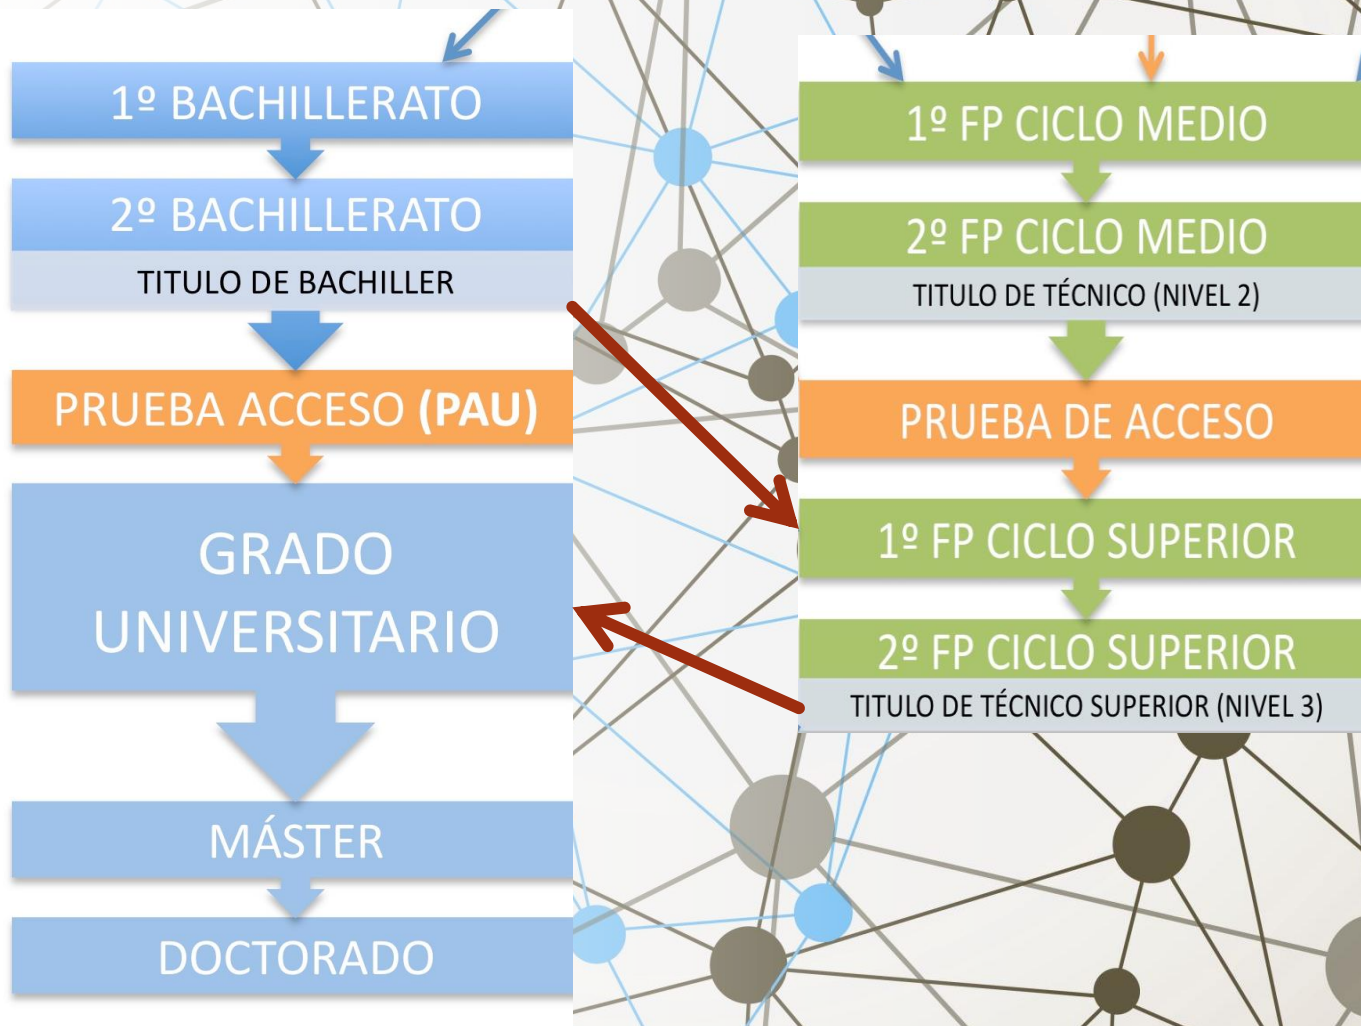 1º BACHILLERATO
2º BACHILLERATO
TITULO DE BACHILLER
PRUEBA ACCESO (PAU)
GRADO
UNIVERSITARIO
MÁSTER
DOCTORADO
1º FP CICLO MEDIO
2º FP CICLO MEDIO
TITULO DE TÉCNICO (NIVEL 2)
PRUEBA DE ACCESO
1º FP CICLO SUPERIOR
2º FP CICLO SUPERIOR
TITULO DE TÉCNICO SUPERIOR (NIVEL 3)